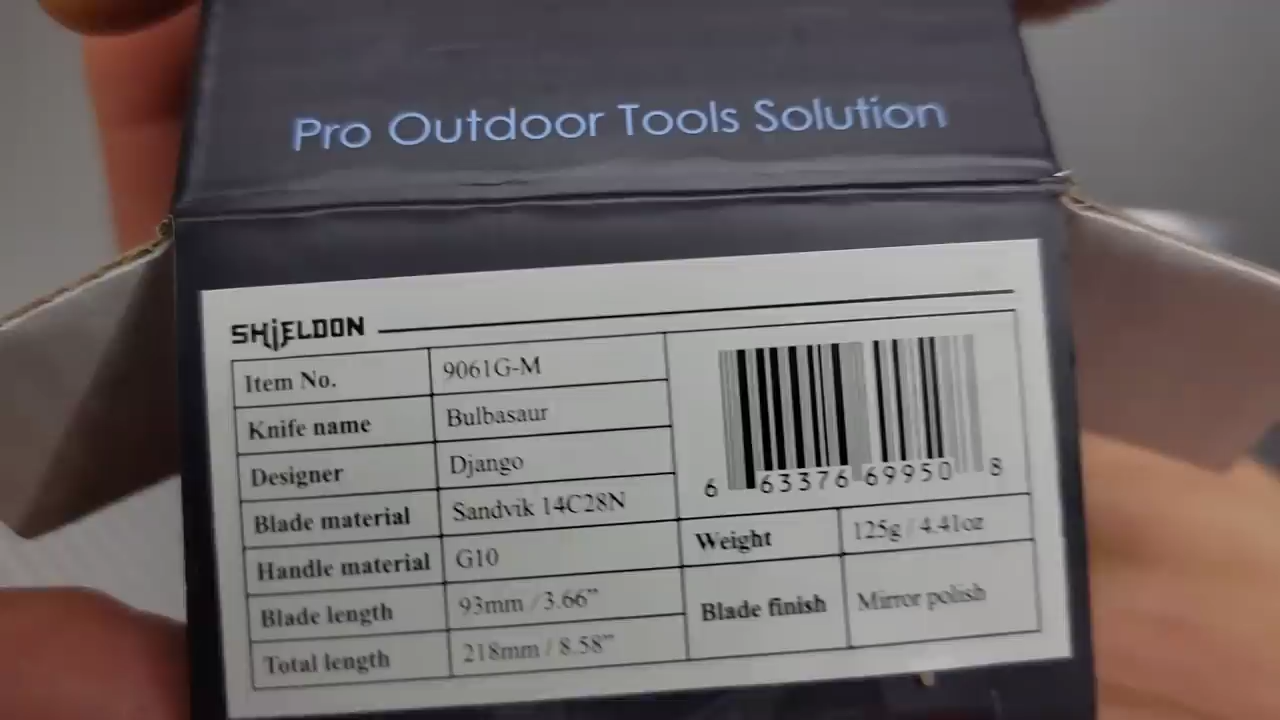 Pro Outdoor Tools Solution
SHiELDON
Item No. 9061G-M
Knife name Bulbasaur
Designer Django
Blade material Sandvik 14C28N
Handle material G10
Blade length 93mm / 3.66”
Total length 218mm / 8.58”
6 63376 69950 8
Weight 125g / 4.41oz
Blade finish Mirror polish